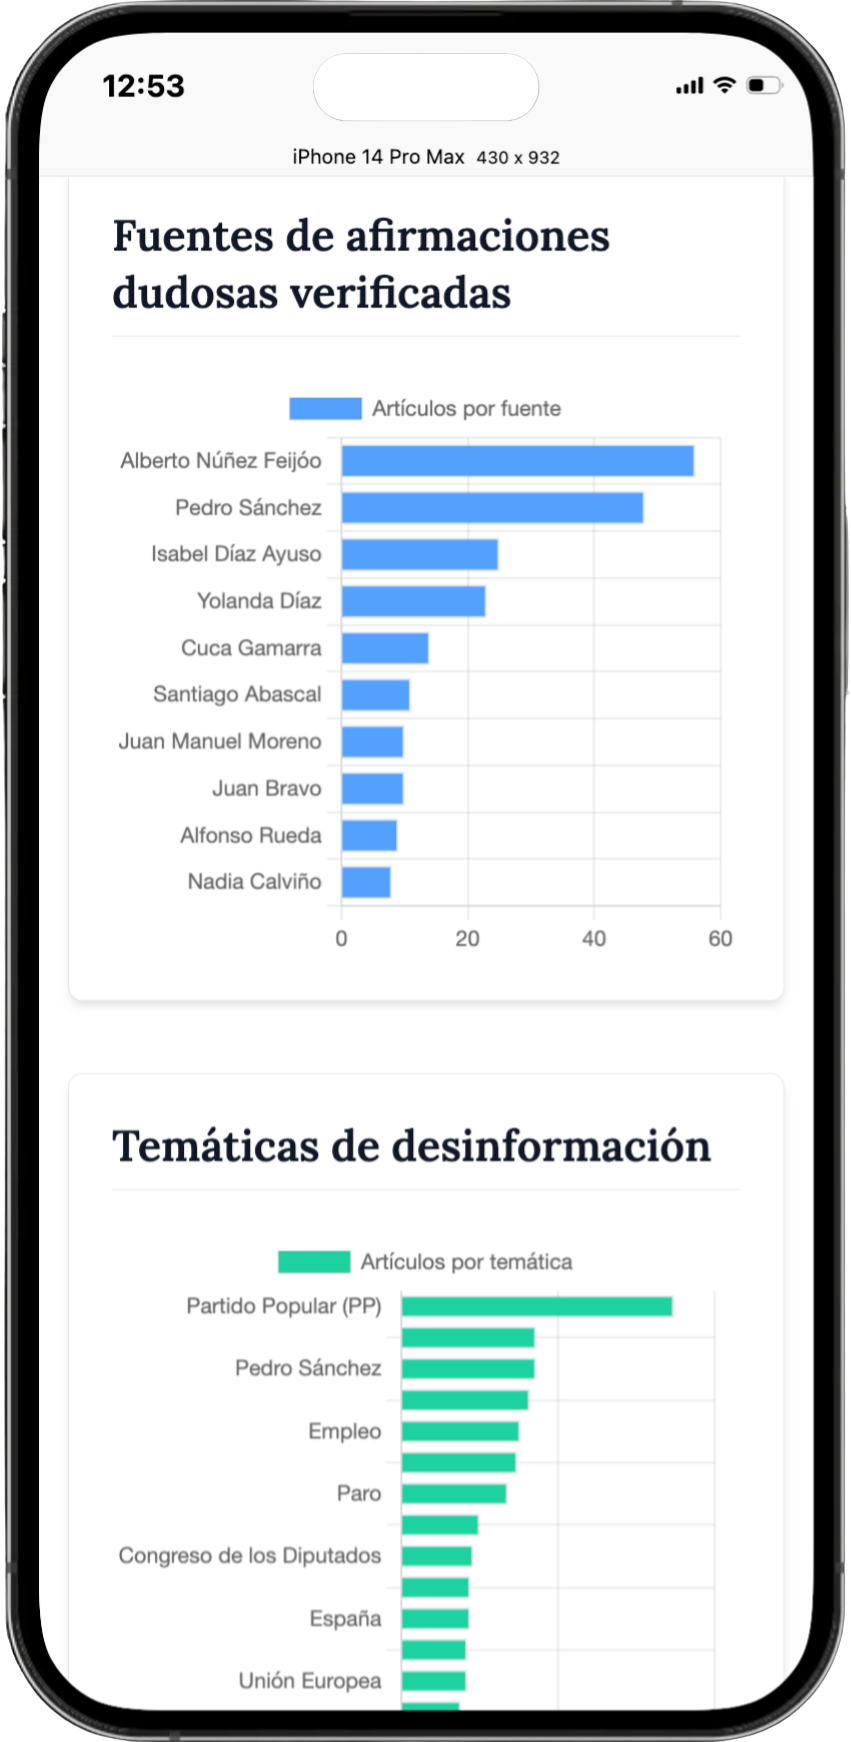 12:53
iPhone 14 Pro Max 430 x 932
Fuentes de afirmaciones
dudosas verificadas
Artículos por fuente
Alberto Núñez Feijóo
Pedro Sánchez
Isabel Díaz Ayuso
Yolanda Díaz
Cuca Gamarra
Santiago Abascal
Juan Manuel Moreno
Juan Bravo
Alfonso Rueda
Nadia Calviño
0 20 40 60
Temáticas de desinformación
Artículos por temática
Partido Popular (PP)
Pedro Sánchez
Empleo
Paro
Congreso de los Diputados
España
Unión Europea